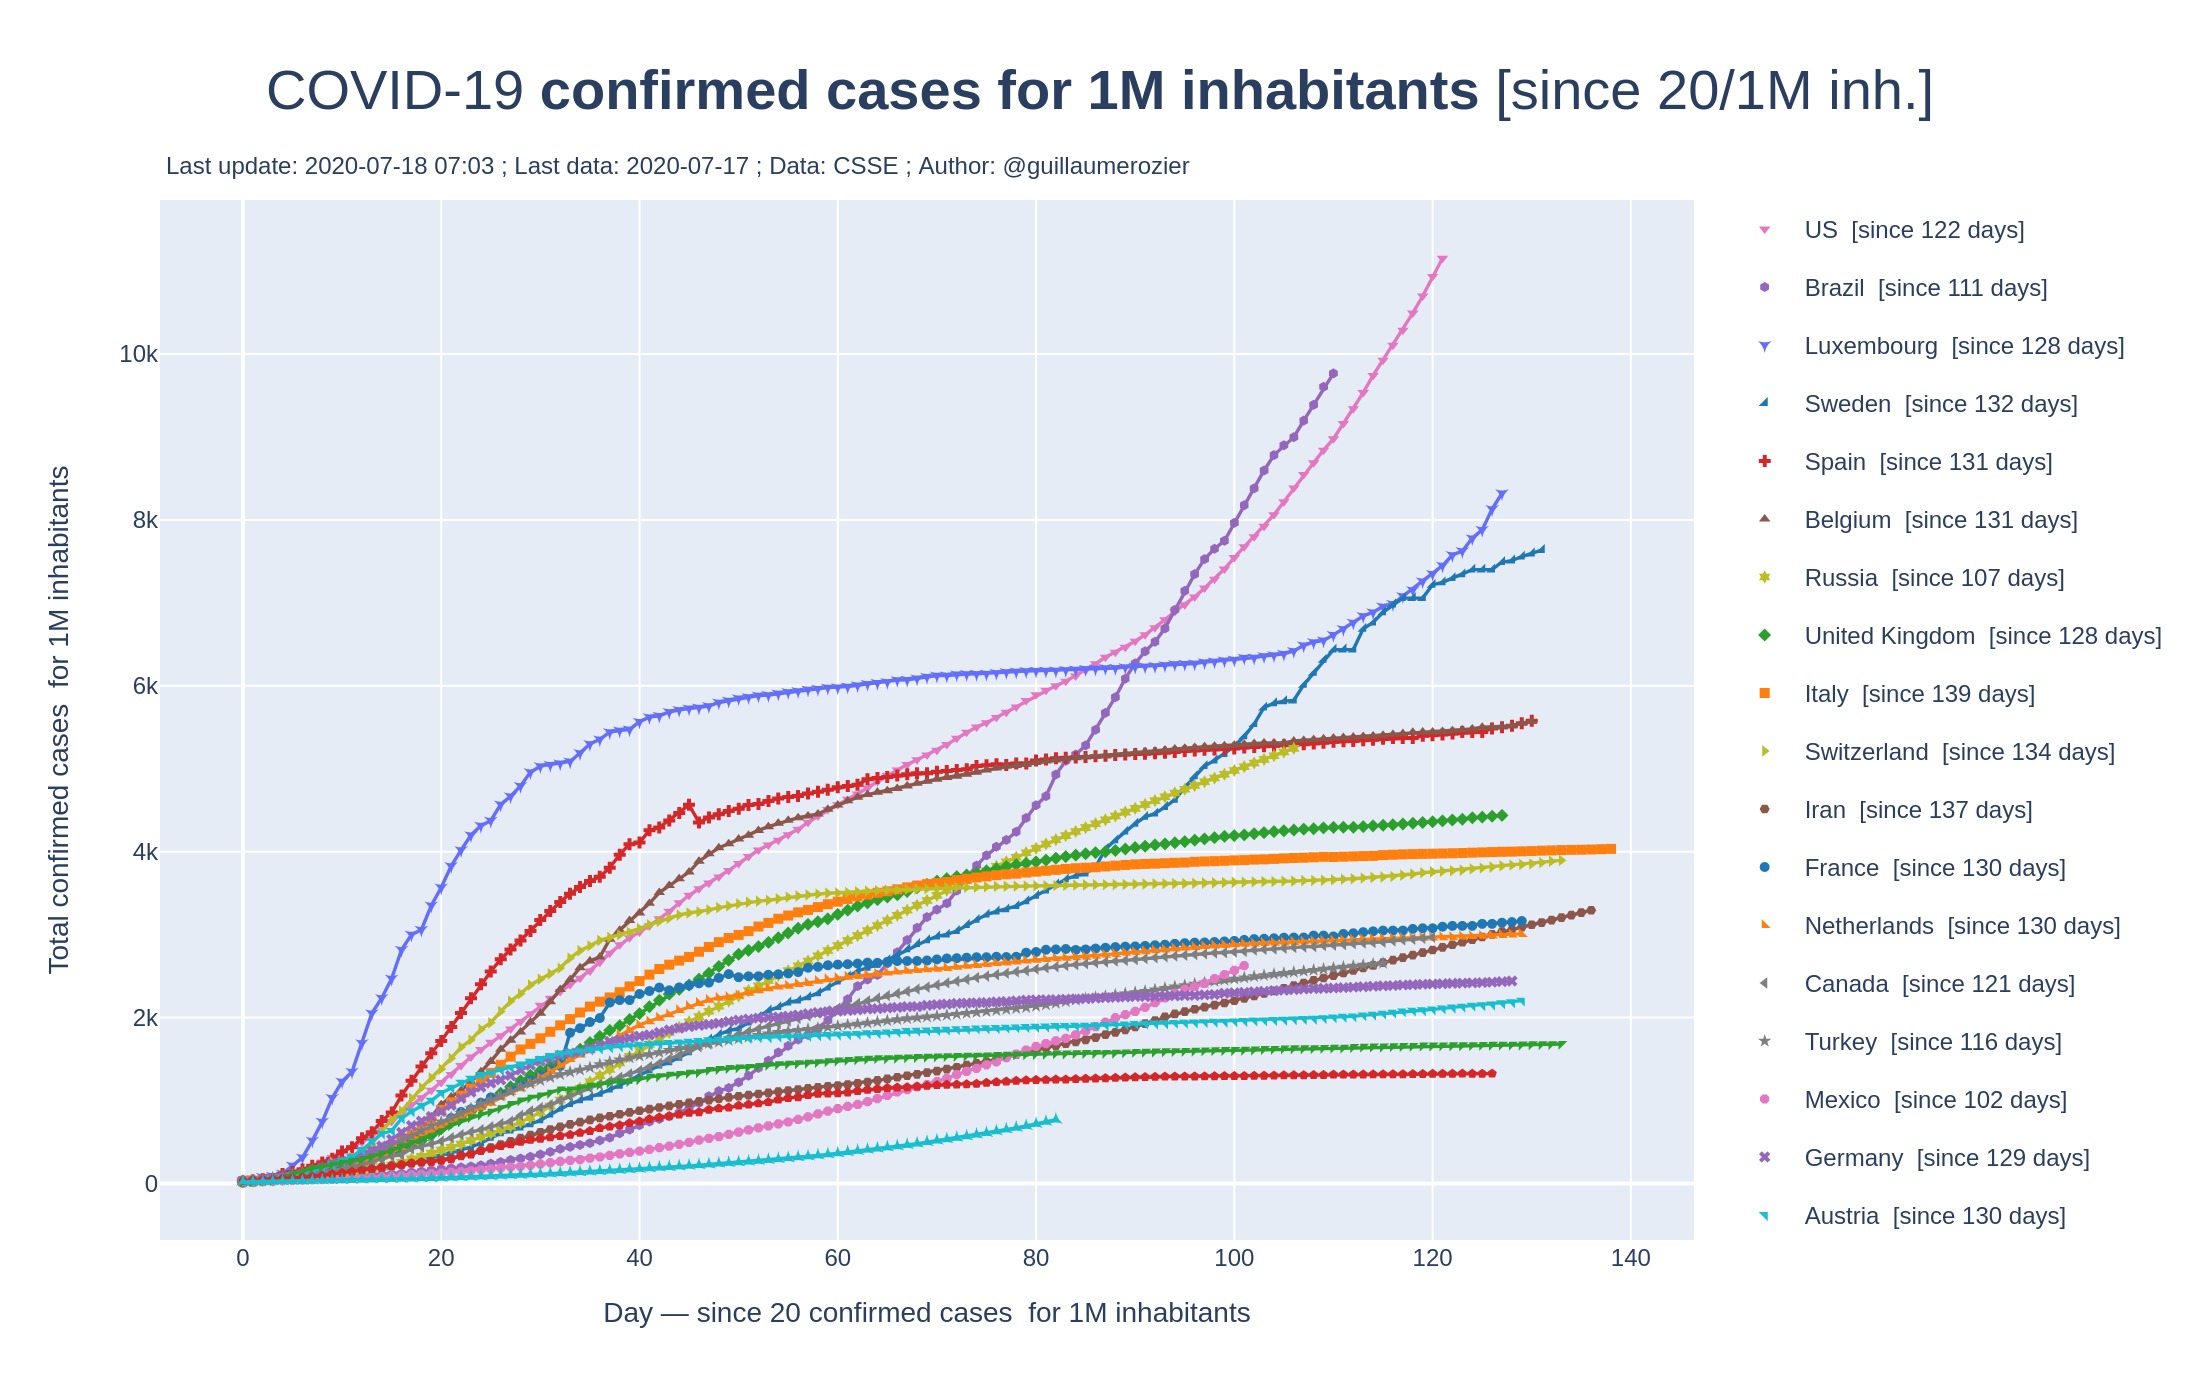 COVID-19 confirmed cases for 1M inhabitants [since 20/1M inh.]
Last update: 2020-07-18 07:03 ; Last data: 2020-07-17 ; Data: CSSE ; Author: @guillaumerozier
Total confirmed cases  for 1M inhabitants
10k
8k
6k
4k
2k
0
0 20 40 60 80 100 120 140
Day — since 20 confirmed cases  for 1M inhabitants
US  [since 122 days]
Brazil  [since 111 days]
Luxembourg  [since 128 days]
Sweden  [since 132 days]
Spain  [since 131 days]
Belgium  [since 131 days]
Russia  [since 107 days]
United Kingdom  [since 128 days]
Italy  [since 139 days]
Switzerland  [since 134 days]
Iran  [since 137 days]
France  [since 130 days]
Netherlands  [since 130 days]
Canada  [since 121 days]
Turkey  [since 116 days]
Mexico  [since 102 days]
Germany  [since 129 days]
Austria  [since 130 days]